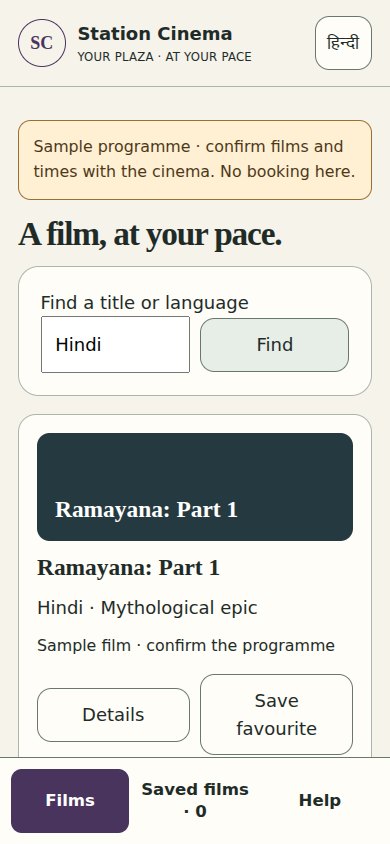 SC
Station Cinema
YOUR PLAZA · AT YOUR PACE
हिन्दी
Sample programme · confirm films and
times with the cinema. No booking here.
A film, at your pace.
Find a title or language
Hindi
Find
Ramayana: Part 1
Ramayana: Part 1
Hindi · Mythological epic
Sample film · confirm the programme
Details
Save
favourite
Films
Saved films
· 0
Help